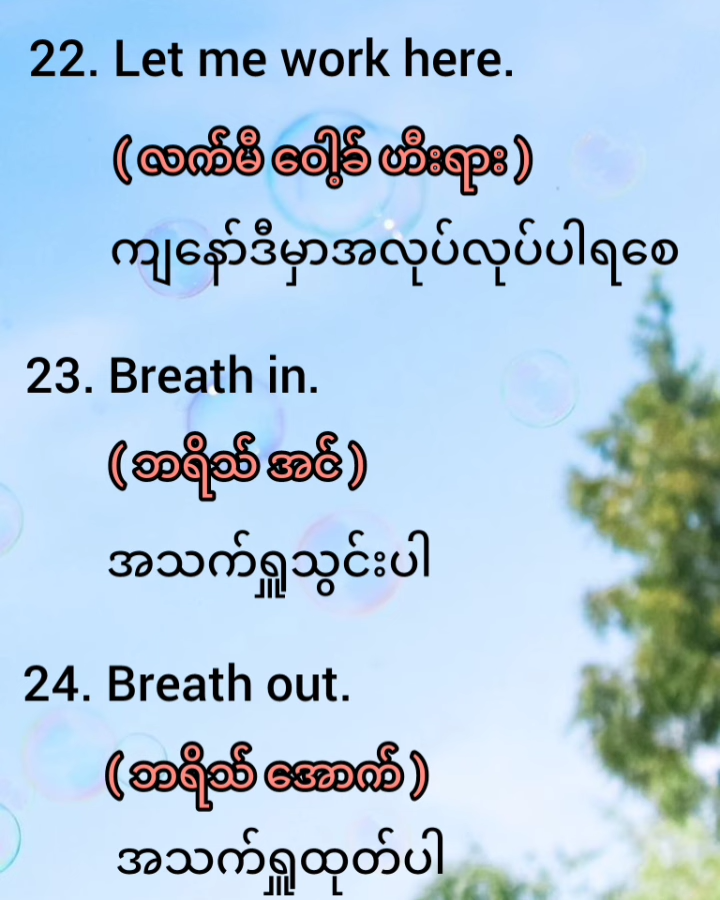 22. Let me work here.
(လက်မီ ဝေါ့ခ် ဟီးရား)
ကျနော်ဒီမှာအလုပ်လုပ်ပါရစေ
23. Breath in.
(ဘရိသ် အင်)
အသက်ရှူသွင်းပါ
24. Breath out.
(ဘရိသ် အောက်)
အသက်ရှူထုတ်ပါ